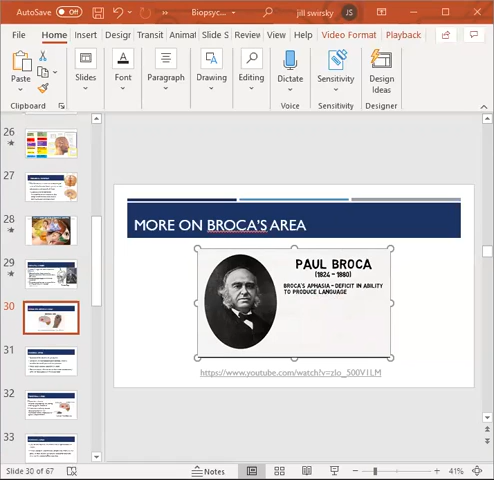 AutoSave Off Biopsyc... jill swirsky JS
File Home Insert Design Transit Animat Slide S Review View Help Video Format Playback
Paste Slides Font Paragraph Drawing Editing Dictate Sensitivity Design Ideas
Clipboard Voice Sensitivity Designer
26
27
28
29
30
31
32
33
MORE ON BROCA'S AREA
PAUL BROCA
(1824 - 1880)
BROCA'S APHASIA - DEFICIT IN ABILITY
TO PRODUCE LANGUAGE
https://www.youtube.com/watch?v=zlo_500V1LM
Slide 30 of 67 Notes 41%